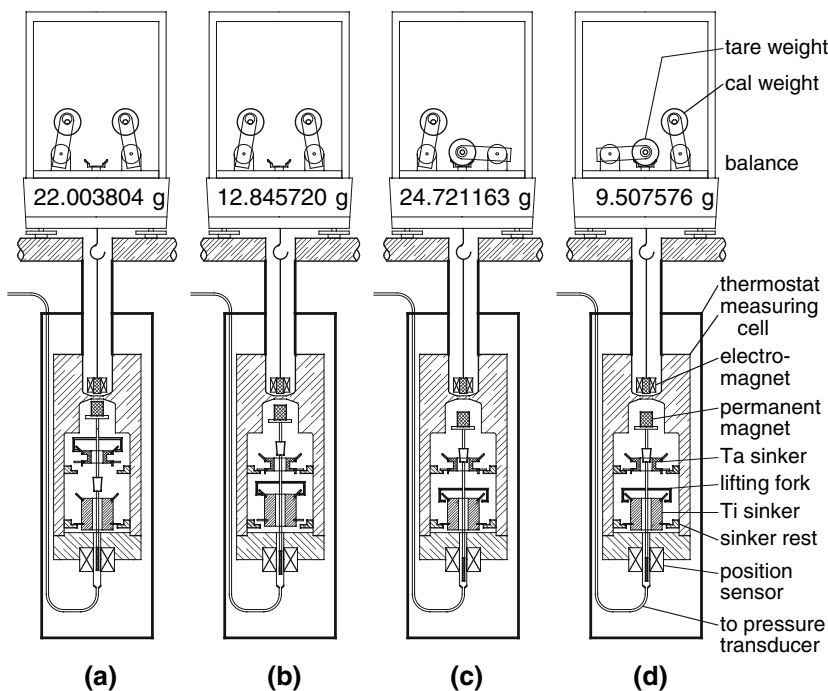 tare weight
cal weight
balance
22.003804 g
12.845720 g
24.721163 g
9.507576 g
thermostat
measuring
cell
electro-
magnet
permanent
magnet
Ta sinker
lifting fork
Ti sinker
sinker rest
position
sensor
to pressure
transducer
(a)
(b)
(c)
(d)